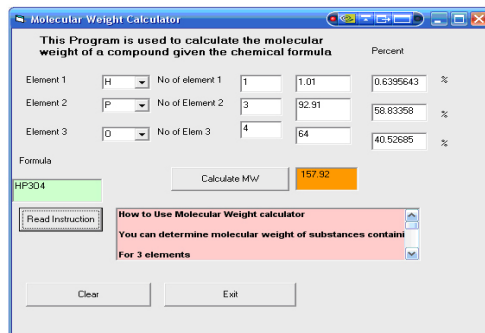 Molecular Weight Calculator
This Program is used to calculate the molecular
weight of a compound given the chemical formula
Percent
Element 1 H No of element 1 1 1.01 0.6395643 %
Element 2 P No of Element 2 3 92.91 58.83358 %
Element 3 O No of Elem 3 4 64 40.52685 %
Formula
HP3O4 Calculate MW 157.92
Read Instruction
How to Use Molecular Weight calculator
You can determine molecular weight of substances containi
For 3 elements
Clear Exit